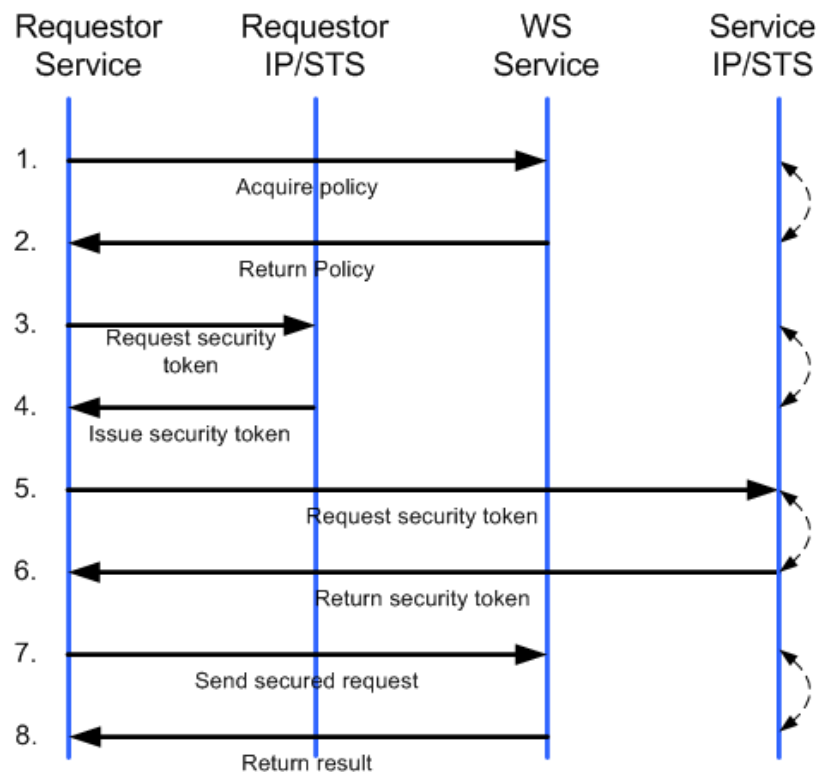 Requestor Service
Requestor IP/STS
WS Service
Service IP/STS
1.
Acquire policy
2.
Return Policy
3.
Request security
token
4.
Issue security token
5.
Request security token
6.
Return security token
7.
Send secured request
8.
Return result